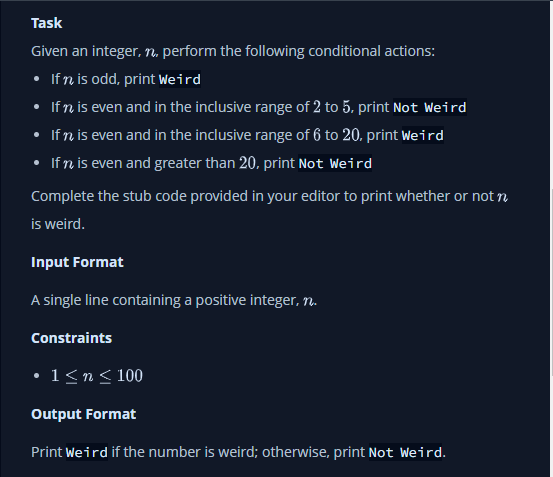 Task
Given an integer, n, perform the following conditional actions:
• If n is odd, print Weird
• If n is even and in the inclusive range of 2 to 5, print Not Weird
• If n is even and in the inclusive range of 6 to 20, print Weird
• If n is even and greater than 20, print Not Weird
Complete the stub code provided in your editor to print whether or not n
is weird.
Input Format
A single line containing a positive integer, n.
Constraints
• 1 ≤ n ≤ 100
Output Format
Print Weird if the number is weird; otherwise, print Not Weird.